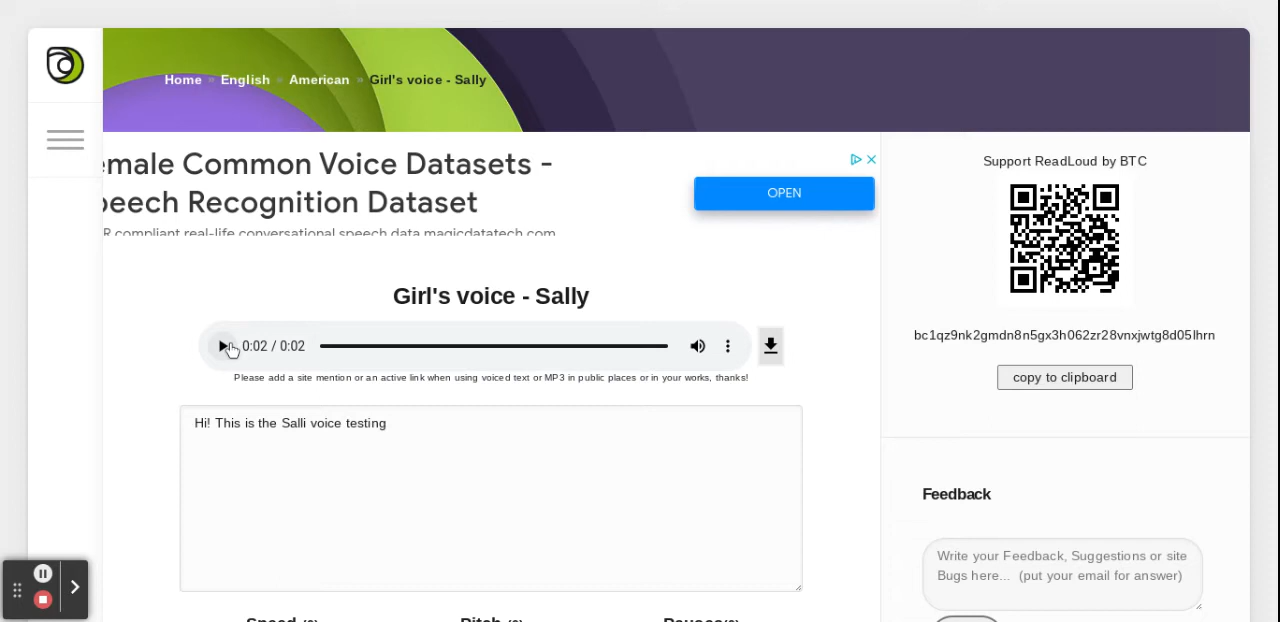 Home » English » American » Girl's voice - Sally
emale Common Voice Datasets -
peech Recognition Dataset
R compliant real-life conversational speech data magicdatatech.com
OPEN
Girl's voice - Sally
0:02 / 0:02
Please add a site mention or an active link when using voiced text or MP3 in public places or in your works, thanks!
Hi! This is the Salli voice testing
Speed
Pitch
Pauses
Support ReadLoud by BTC
bc1qz9nk2gmdn8n5gx3h062zr28vnxjwtg8d05lhrn
copy to clipboard
Feedback
Write your Feedback, Suggestions or site
Bugs here... (put your email for answer)